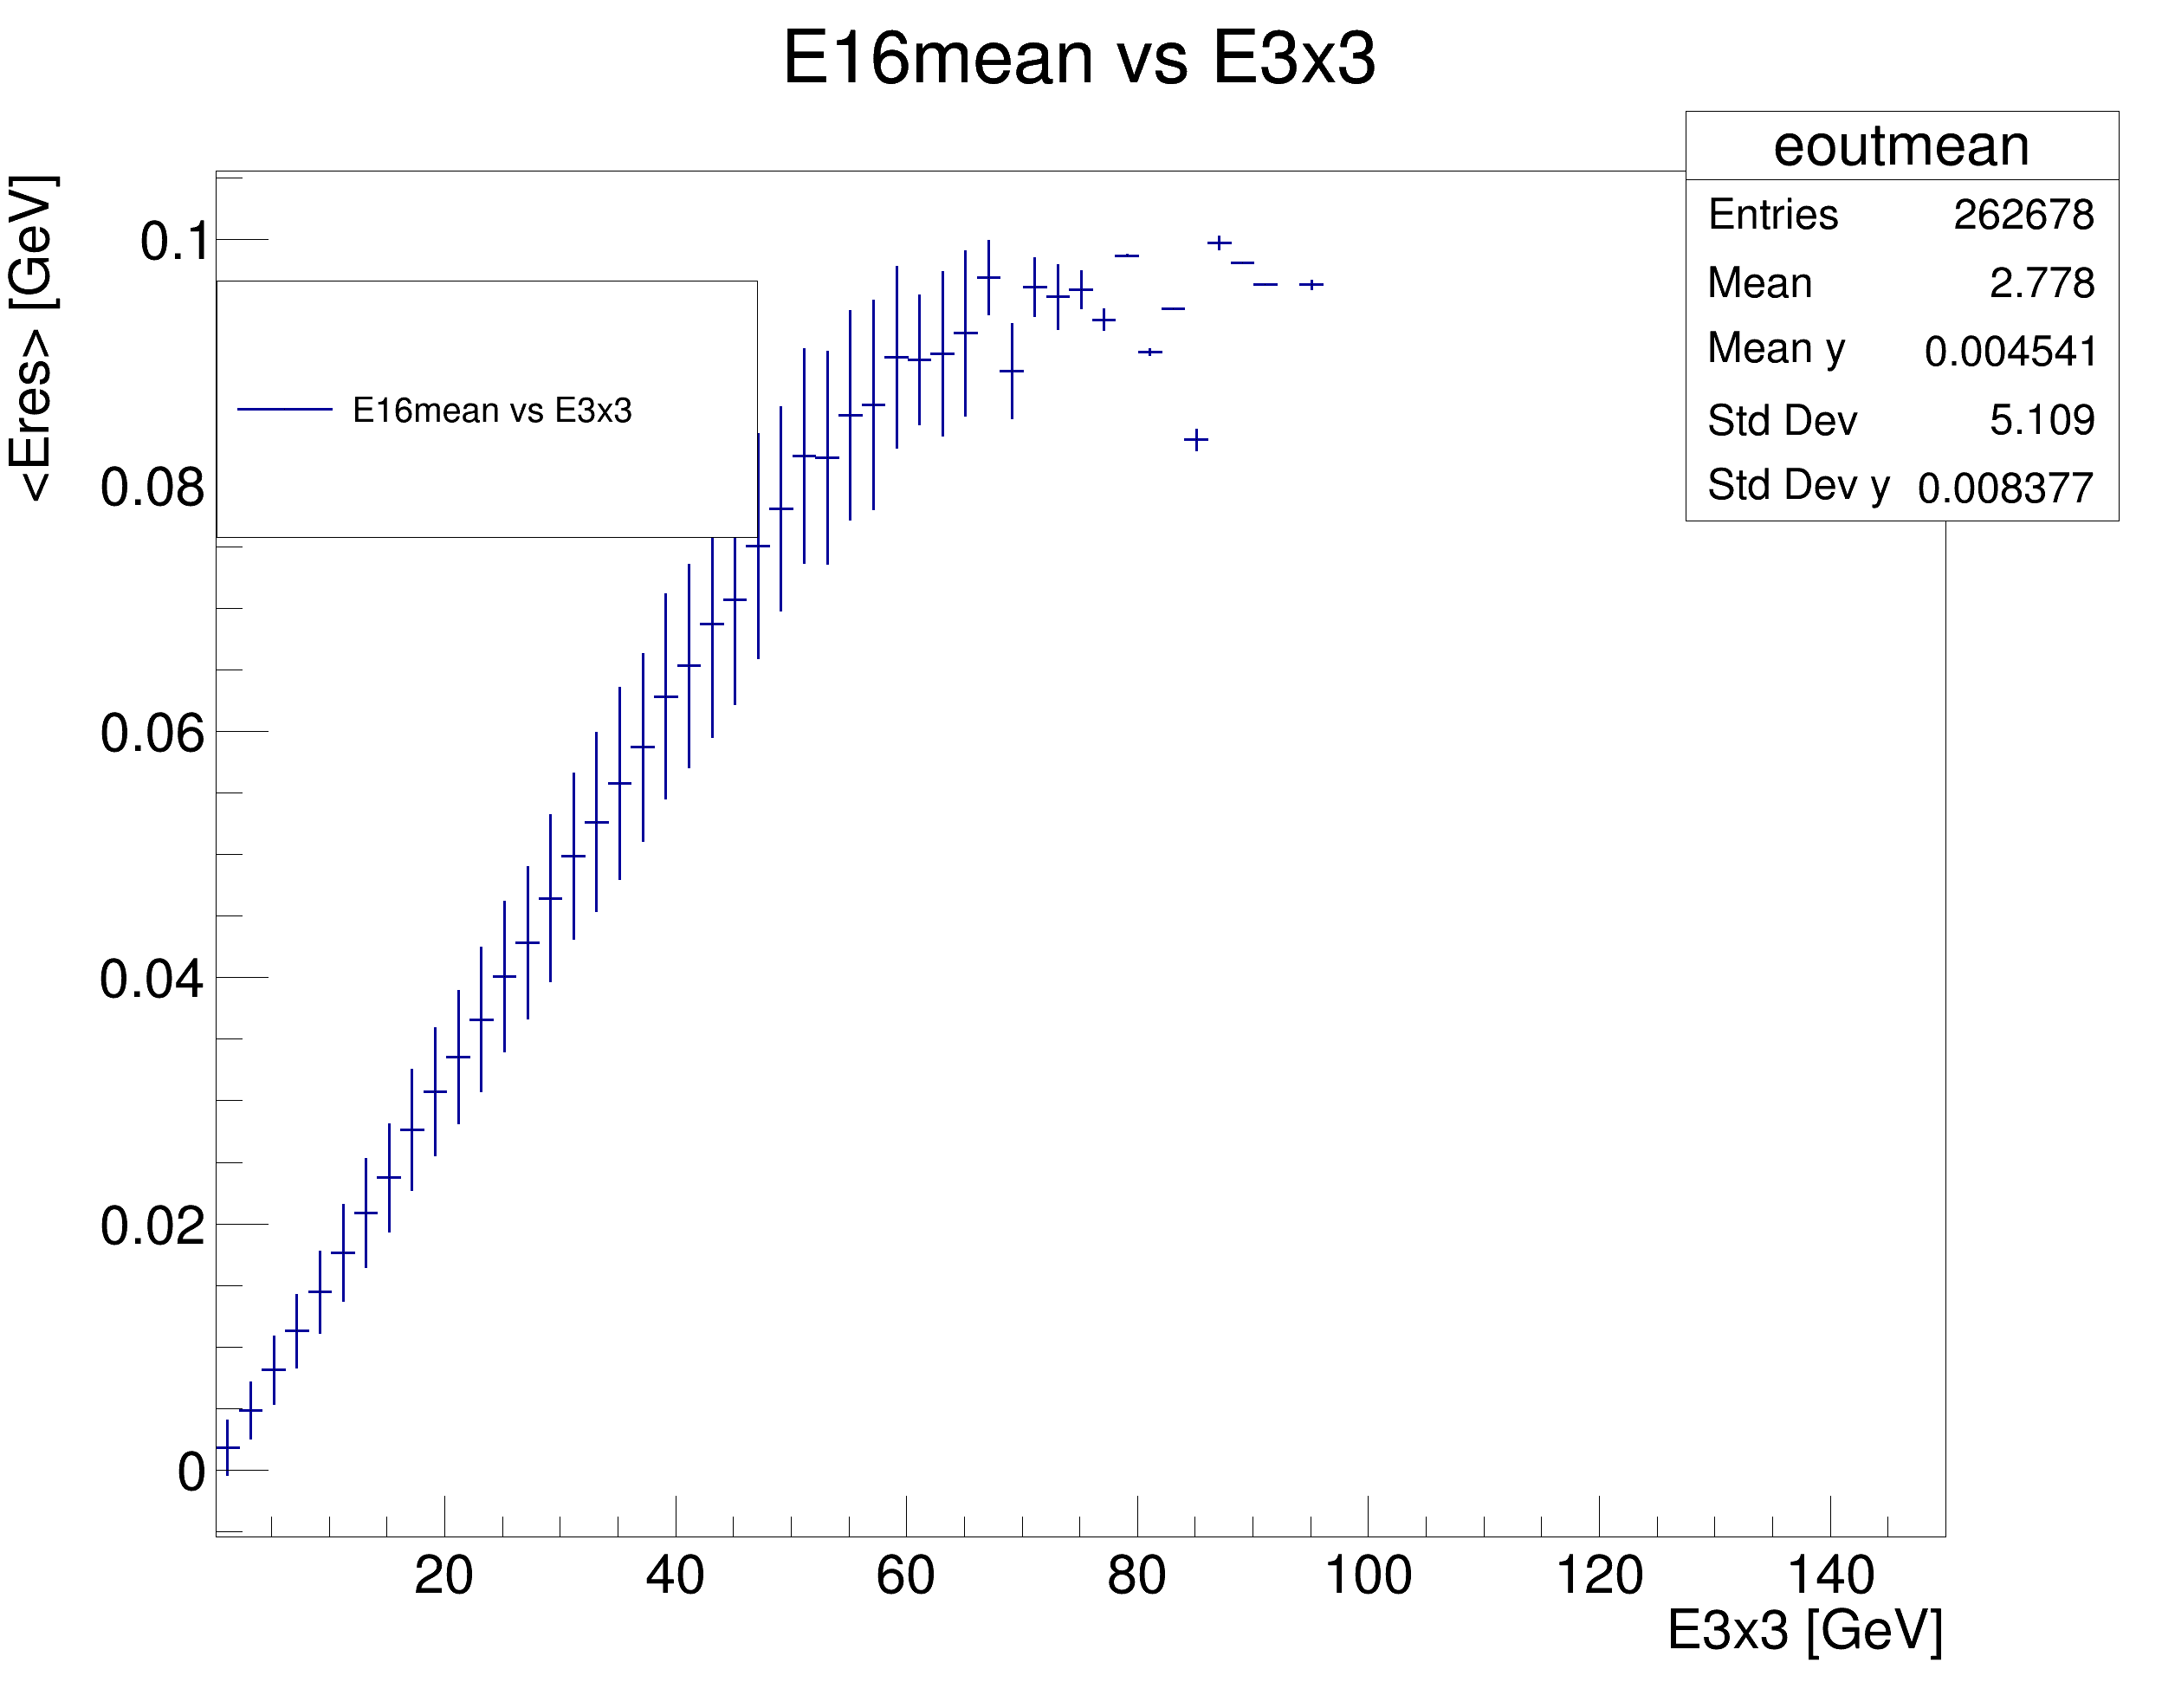 E16mean vs E3x3
eoutmean
Entries 262678
Mean 2.778
Mean y 0.004541
Std Dev 5.109
Std Dev y 0.008377
<Eres> [GeV]
0.1
0.08
0.06
0.04
0.02
0
E16mean vs E3x3
20 40 60 80 100 120 140
E3x3 [GeV]